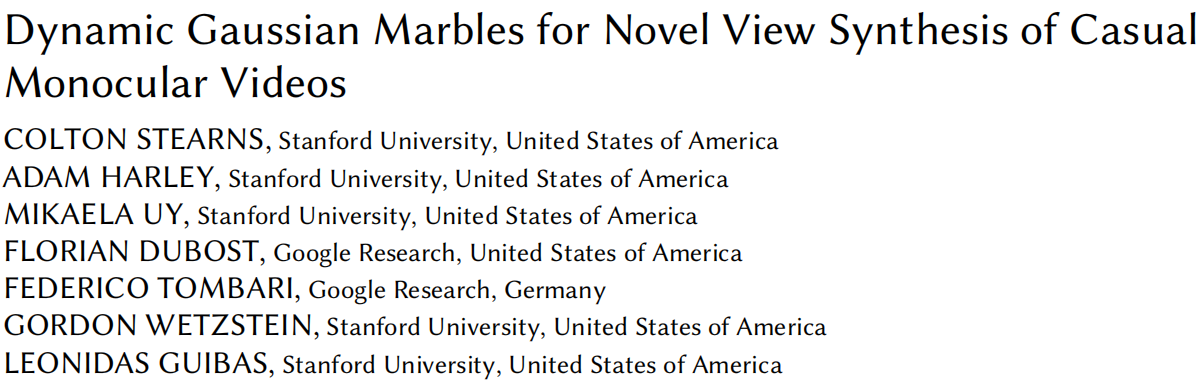 Dynamic Gaussian Marbles for Novel View Synthesis of Casual
Monocular Videos
COLTON STEARNS, Stanford University, United States of America
ADAM HARLEY, Stanford University, United States of America
MIKAELA UY, Stanford University, United States of America
FLORIAN DUBOST, Google Research, United States of America
FEDERICO TOMBARI, Google Research, Germany
GORDON WETZSTEIN, Stanford University, United States of America
LEONIDAS GUIBAS, Stanford University, United States of America